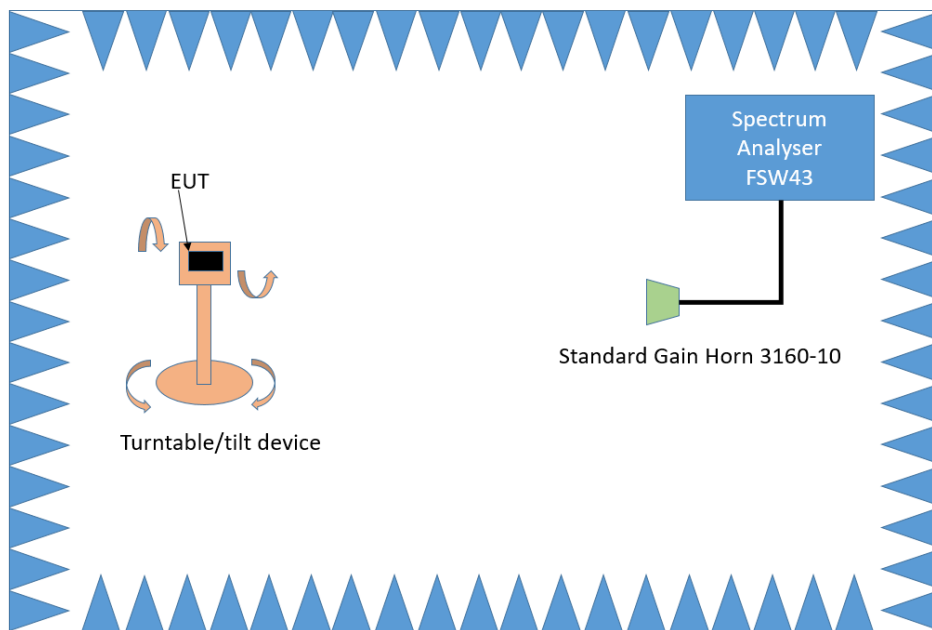 Spectrum
Analyser
FSW43
EUT
Standard Gain Horn 3160-10
Turntable/tilt device